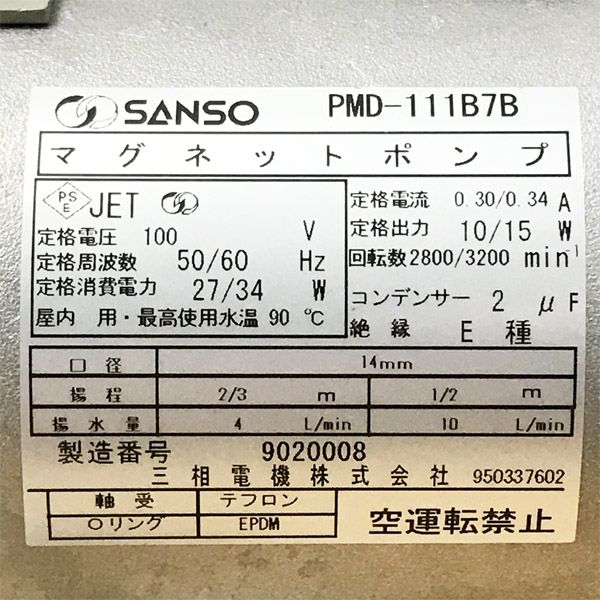 SANSO PMD-111B7B
マグネットポンプ
PSE JET
定格電圧 100 V
定格周波数 50/60 Hz
定格消費電力 27/34 W
屋内 用・最高使用水温 90 ℃
定格電流 0.30/0.34 A
定格出力 10/15 W
回転数 2800/3200 min⁻¹
コンデンサー 2 μF
絶縁 E 種
口径 14mm
揚程 2/3 m 1/2 m
揚水量 4 L/min 10 L/min
製造番号 9020008
三相電機株式会社 950337602
軸受 テフロン
Oリング EPDM
空運転禁止